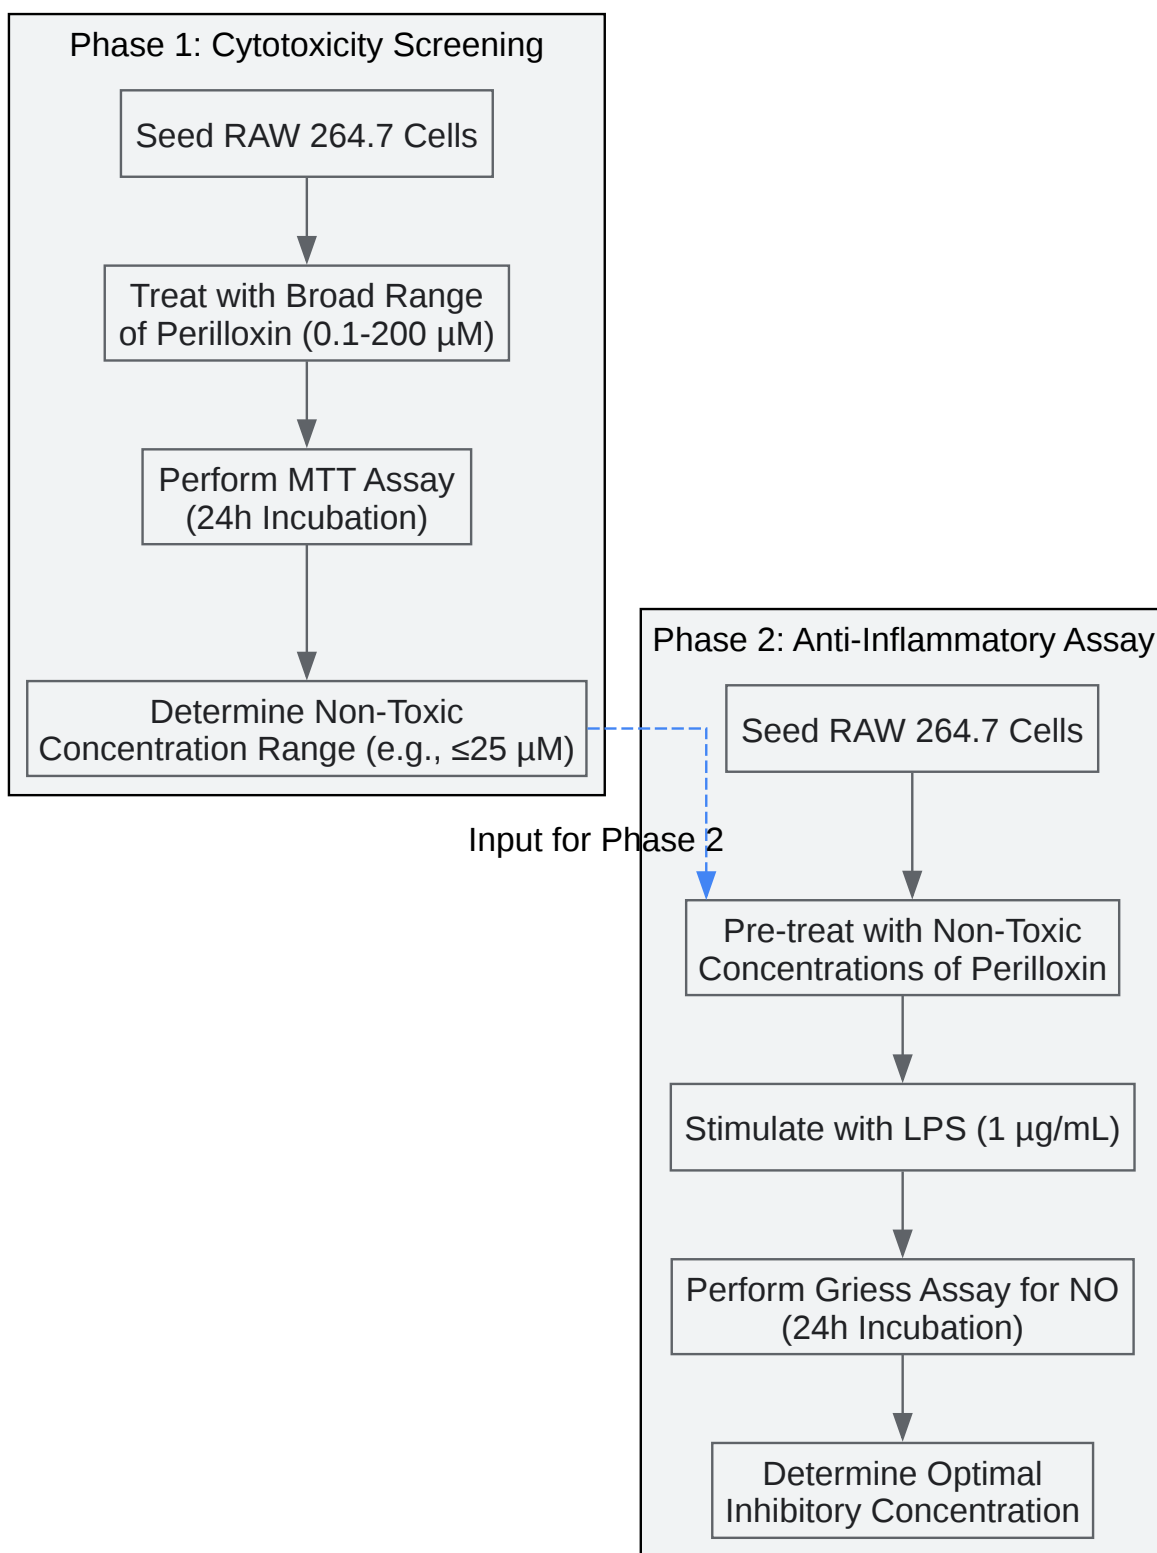 Phase 1: Cytotoxicity Screening
Seed RAW 264.7 Cells
Treat with Broad Range
of Perilloxin (0.1-200 µM)
Perform MTT Assay
(24h Incubation)
Determine Non-Toxic
Concentration Range (e.g., ≤25 µM)
Input for Phase 2
Phase 2: Anti-Inflammatory Assay
Seed RAW 264.7 Cells
Pre-treat with Non-Toxic
Concentrations of Perilloxin
Stimulate with LPS (1 µg/mL)
Perform Griess Assay for NO
(24h Incubation)
Determine Optimal
Inhibitory Concentration